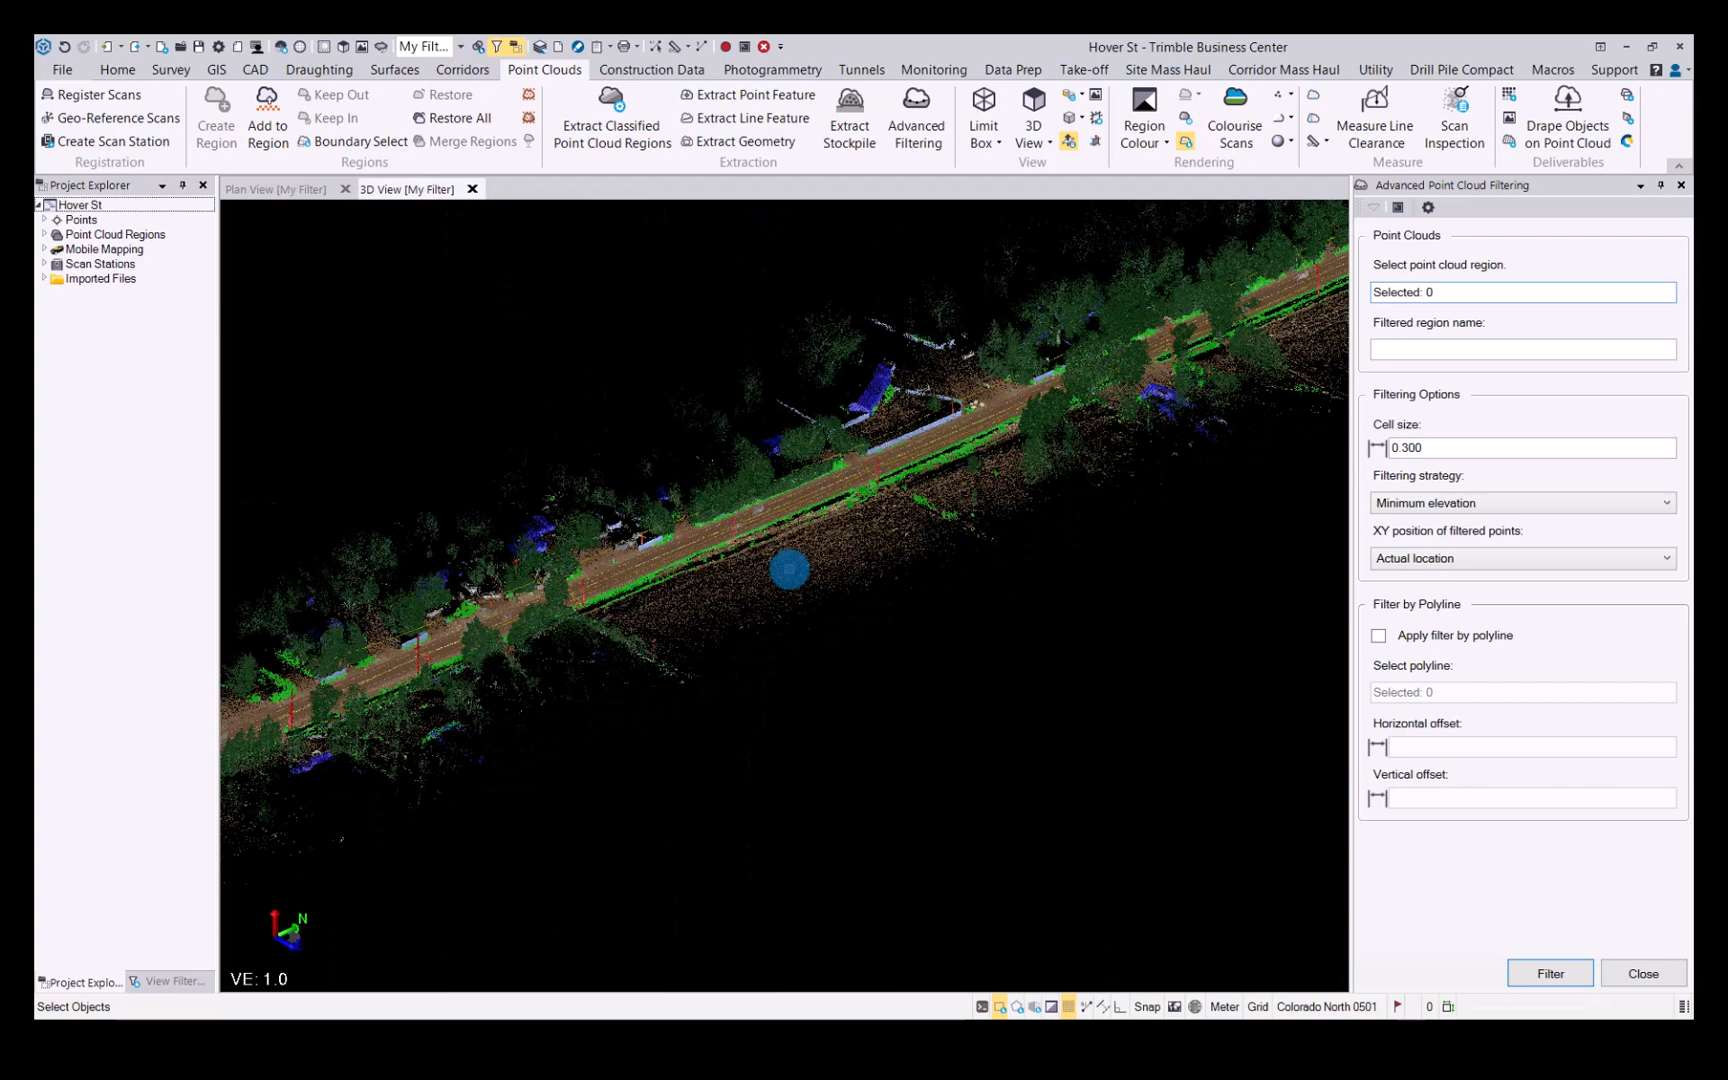 My Filt...
Hover St - Trimble Business Center
File Home Survey GIS CAD Draughting Surfaces Corridors Point Clouds Construction Data Photogrammetry Tunnels Monitoring Data Prep Take-off Site Mass Haul Corridor Mass Haul Utility Drill Pile Compact Macros Support
Register Scans
Geo-Reference Scans
Create Scan Station
Registration
Create
Region
Add to
Region
Keep Out
Keep In
Boundary Select
Restore
Restore All
Merge Regions
Regions
Extract Classified
Point Cloud Regions
Extract Point Feature
Extract Line Feature
Extract Geometry
Extraction
Extract
Stockpile
Advanced
Filtering
Limit
Box
3D
View
View
Region
Colour
Colourise
Scans
Rendering
Measure Line
Clearance
Scan
Inspection
Measure
Drape Objects
on Point Cloud
Deliverables
Project Explorer
Hover St
Points
Point Cloud Regions
Mobile Mapping
Scan Stations
Imported Files
Plan View [My Filter]
3D View [My Filter]
N
VE: 1.0
Advanced Point Cloud Filtering
Point Clouds
Select point cloud region.
Selected: 0
Filtered region name:
Filtering Options
Cell size:
0.300
Filtering strategy:
Minimum elevation
XY position of filtered points:
Actual location
Filter by Polyline
Apply filter by polyline
Select polyline:
Selected: 0
Horizontal offset:
Vertical offset:
Filter Close
Project Explo... View Filter...
Select Objects
Snap Meter Grid Colorado North 0501 0